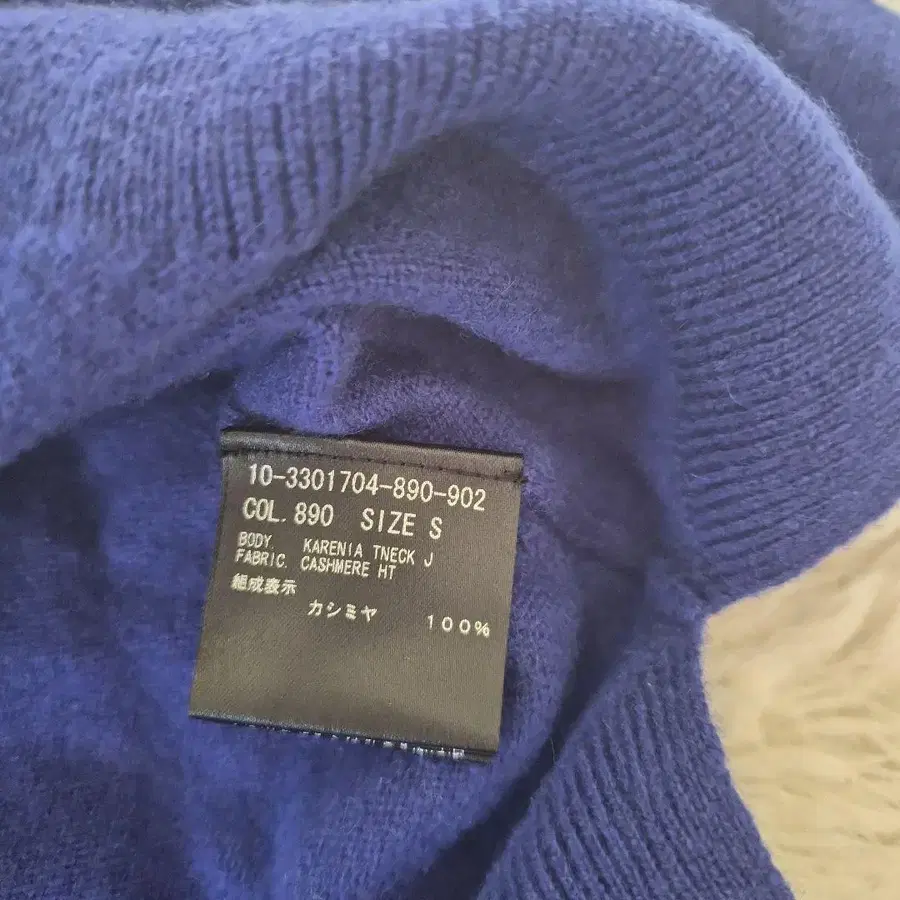 10-3301704-890-902
COL. 890 SIZE S
BODY. KARENIA TNECK J
FABRIC. CASHMERE HT
組成表示
カシミヤ 100%